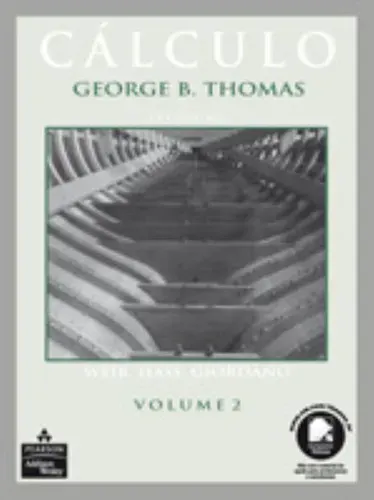 CÁLCULO
GEORGE B. THOMAS
WEIR HASS GIORDANO
VOLUME 2
PEARSON
Addison
Wesley